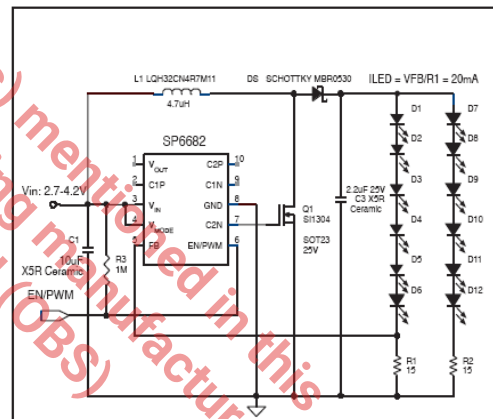 L1 LQH32CN4R7M11
4.7uH
DS SCHOTTKY MBR0530
ILED = VFB/R1 = 20mA
SP6682
1 VOUT C2P 10
2 C1P C1N 9
3 VIN GND 8
4 VMODE C2N 7
5 FB EN/PWM 6
Vin: 2.7-4.2V
C1
10uF
X5R Ceramic
R3
1M
EN/PWM
Q1
SI1304
SOT23
25V
2.2uF 25V
C3 X5R
Ceramic
D1
D2
D3
D4
D5
D6
D7
D8
D9
D10
D11
D12
R1
15
R2
15
) mentioned in this
ing manufactur
(OBS)